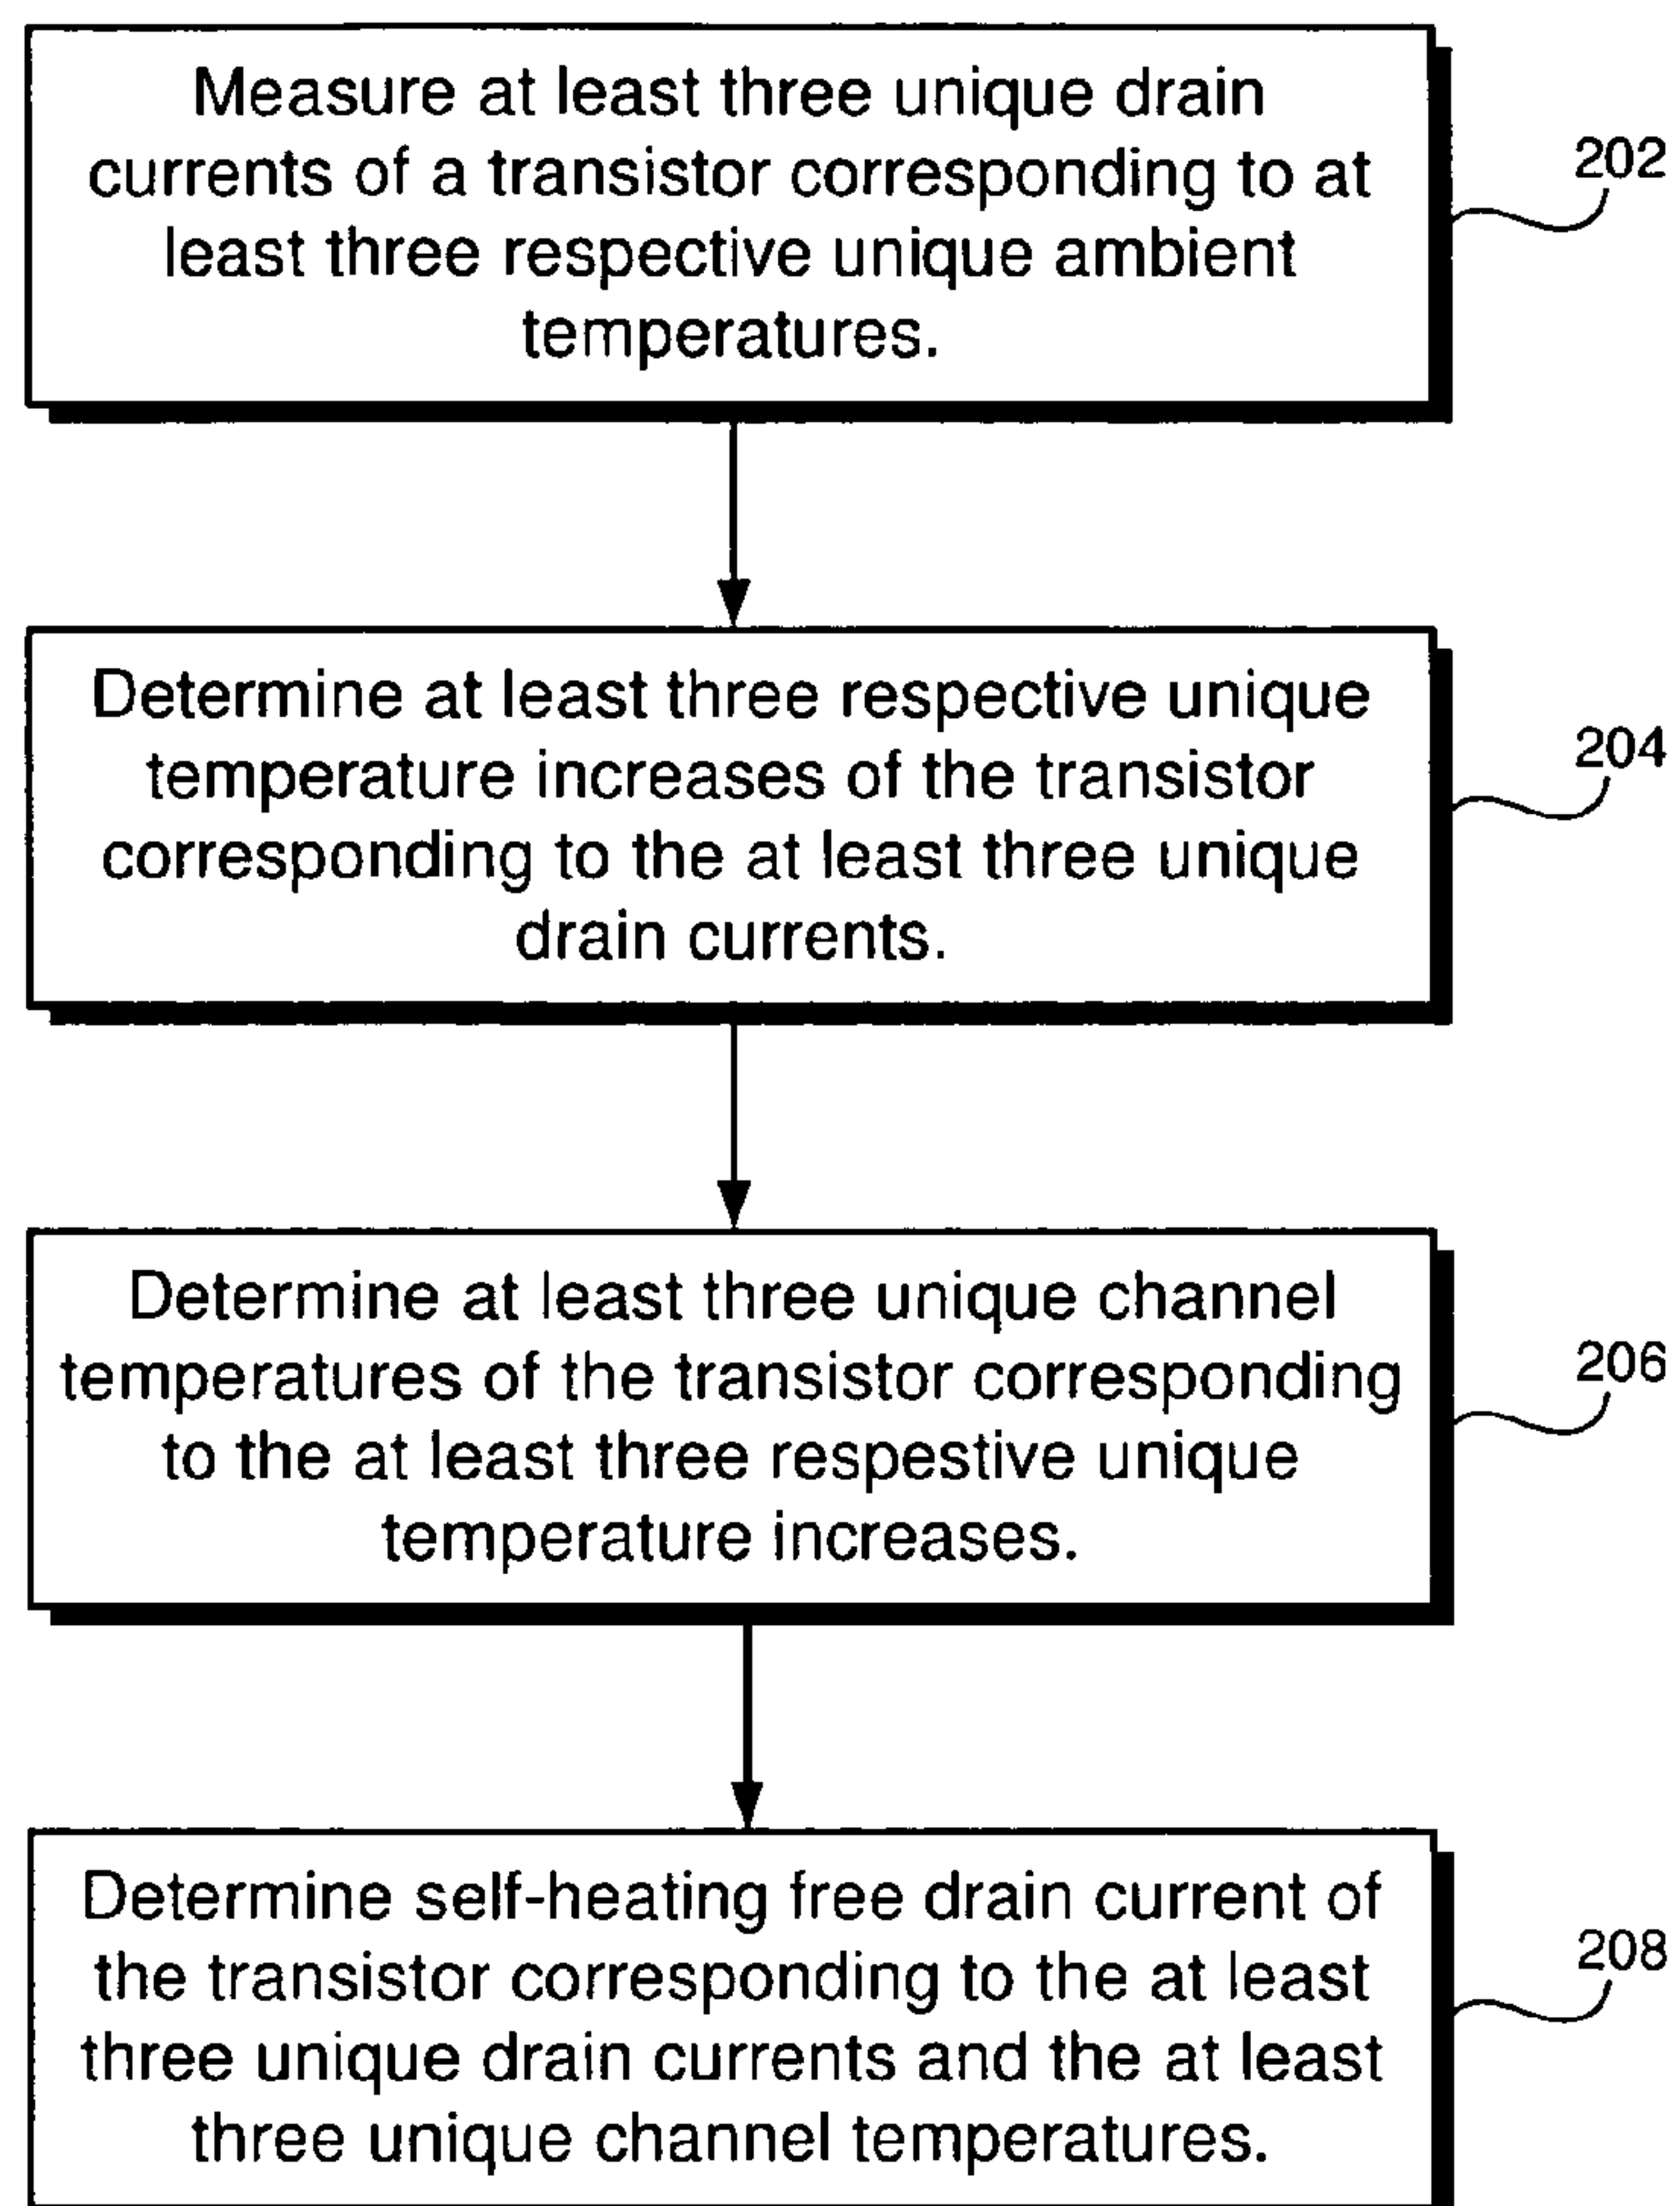 Measure at least three unique drain
currents of a transistor corresponding to at
least three respective unique ambient
temperatures.
202
Determine at least three respective unique
temperature increases of the transistor
corresponding to the at least three unique
drain currents.
204
Determine at least three unique channel
temperatures of the transistor corresponding
to the at least three respestive unique
temperature increases.
206
Determine self-heating free drain current of
the transistor corresponding to the at least
three unique drain currents and the at least
three unique channel temperatures.
208